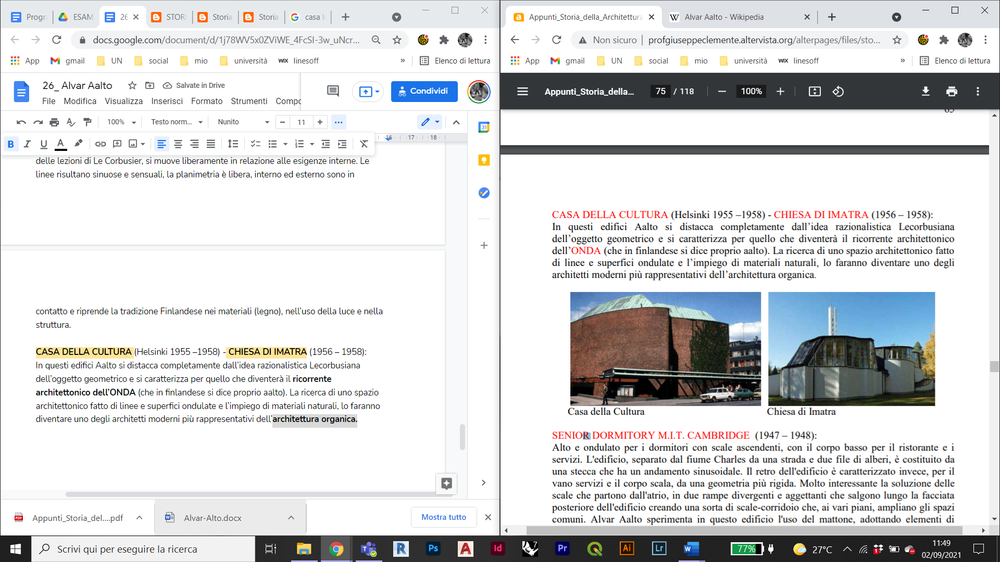 Progr
ESAM
26
STOR
Storia
Storia
casa l
docs.google.com/document/d/1j78WV5x0ZViWE_4FcSI-3w_uNcr...
App
gmail
UN
social
mio
università
WIX linesoff
»
Elenco di lettura
26_ Alvar Aalto
Salvate in Drive
File Modifica Visualizza Inserisci Formato Strumenti Compo
Condividi
100%
Testo norm...
Nunito
11
16 17 18
delle lezioni di Le Corbusier, si muove liberamente in relazione alle esigenze interne. Le
linee risultano sinuose e sensuali, la planimetria è libera, interno ed esterno sono in
contatto e riprende la tradizione Finlandese nei materiali (legno), nell'uso della luce e nella
struttura.
CASA DELLA CULTURA (Helsinki 1955 –1958) - CHIESA DI IMATRA (1956 – 1958):
In questi edifici Aalto si distacca completamente dall'idea razionalistica Lecorbusiana
dell'oggetto geometrico e si caratterizza per quello che diventerà il ricorrente
architettonico dell'ONDA (che in finlandese si dice proprio aalto). La ricerca di uno spazio
architettonico fatto di linee e superfici ondulate e l'impiego di materiali naturali, lo faranno
diventare uno degli architetti moderni più rappresentativi dell'architettura organica.
Appunti_Storia_del....pdf
Alvar-Alto.docx
Mostra tutto
Appunti_Storia_della_Architettura
Alvar Aalto - Wikipedia
Non sicuro | profgiuseppeclemente.altervista.org/alterpages/files/sto...
App
gmail
UN
social
mio
università
WIX linesoff
»
Elenco di lettura
Appunti_Storia_della...
75 / 118
100%
CASA DELLA CULTURA (Helsinki 1955 –1958) - CHIESA DI IMATRA (1956 – 1958):
In questi edifici Aalto si distacca completamente dall'idea razionalistica Lecorbusiana
dell'oggetto geometrico e si caratterizza per quello che diventerà il ricorrente architettonico
dell'ONDA (che in finlandese si dice proprio aalto). La ricerca di uno spazio architettonico fatto
di linee e superfici ondulate e l'impiego di materiali naturali, lo faranno diventare uno degli
architetti moderni più rappresentativi dell'architettura organica.
Casa della Cultura
Chiesa di Imatra
SENIOR DORMITORY M.I.T. CAMBRIDGE (1947 – 1948):
Alto e ondulato per i dormitori con scale ascendenti, con il corpo basso per il ristorante e i
servizi. L'edificio, separato dal fiume Charles da una strada e due file di alberi, è costituito da
una stecca che ha un andamento sinusoidale. Il retro dell'edificio è caratterizzato invece, per il
vano servizi e il corpo scala, da una geometria più rigida. Molto interessante la soluzione delle
scale che partono dall'atrio, in due rampe divergenti e aggettanti che salgono lungo la facciata
posteriore dell'edificio creando una sorta di scale-corridoio che, ai vari piani, ampliano gli spazi
comuni. Alvar Aalto sperimenta in questo edificio l'uso del mattone, adottando elementi di
Scrivi qui per eseguire la ricerca
77%
27°C
11:49
02/09/2021